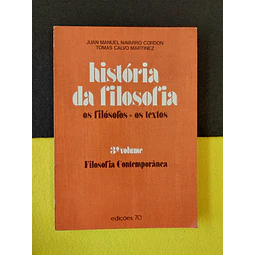 JUAN MANUEL NAVARRO CORDON
TOMAS CALVO MARTINEZ
história
da filosofia
os filósofos • os textos
3º volume
Filosofia Contemporânea
edições 70